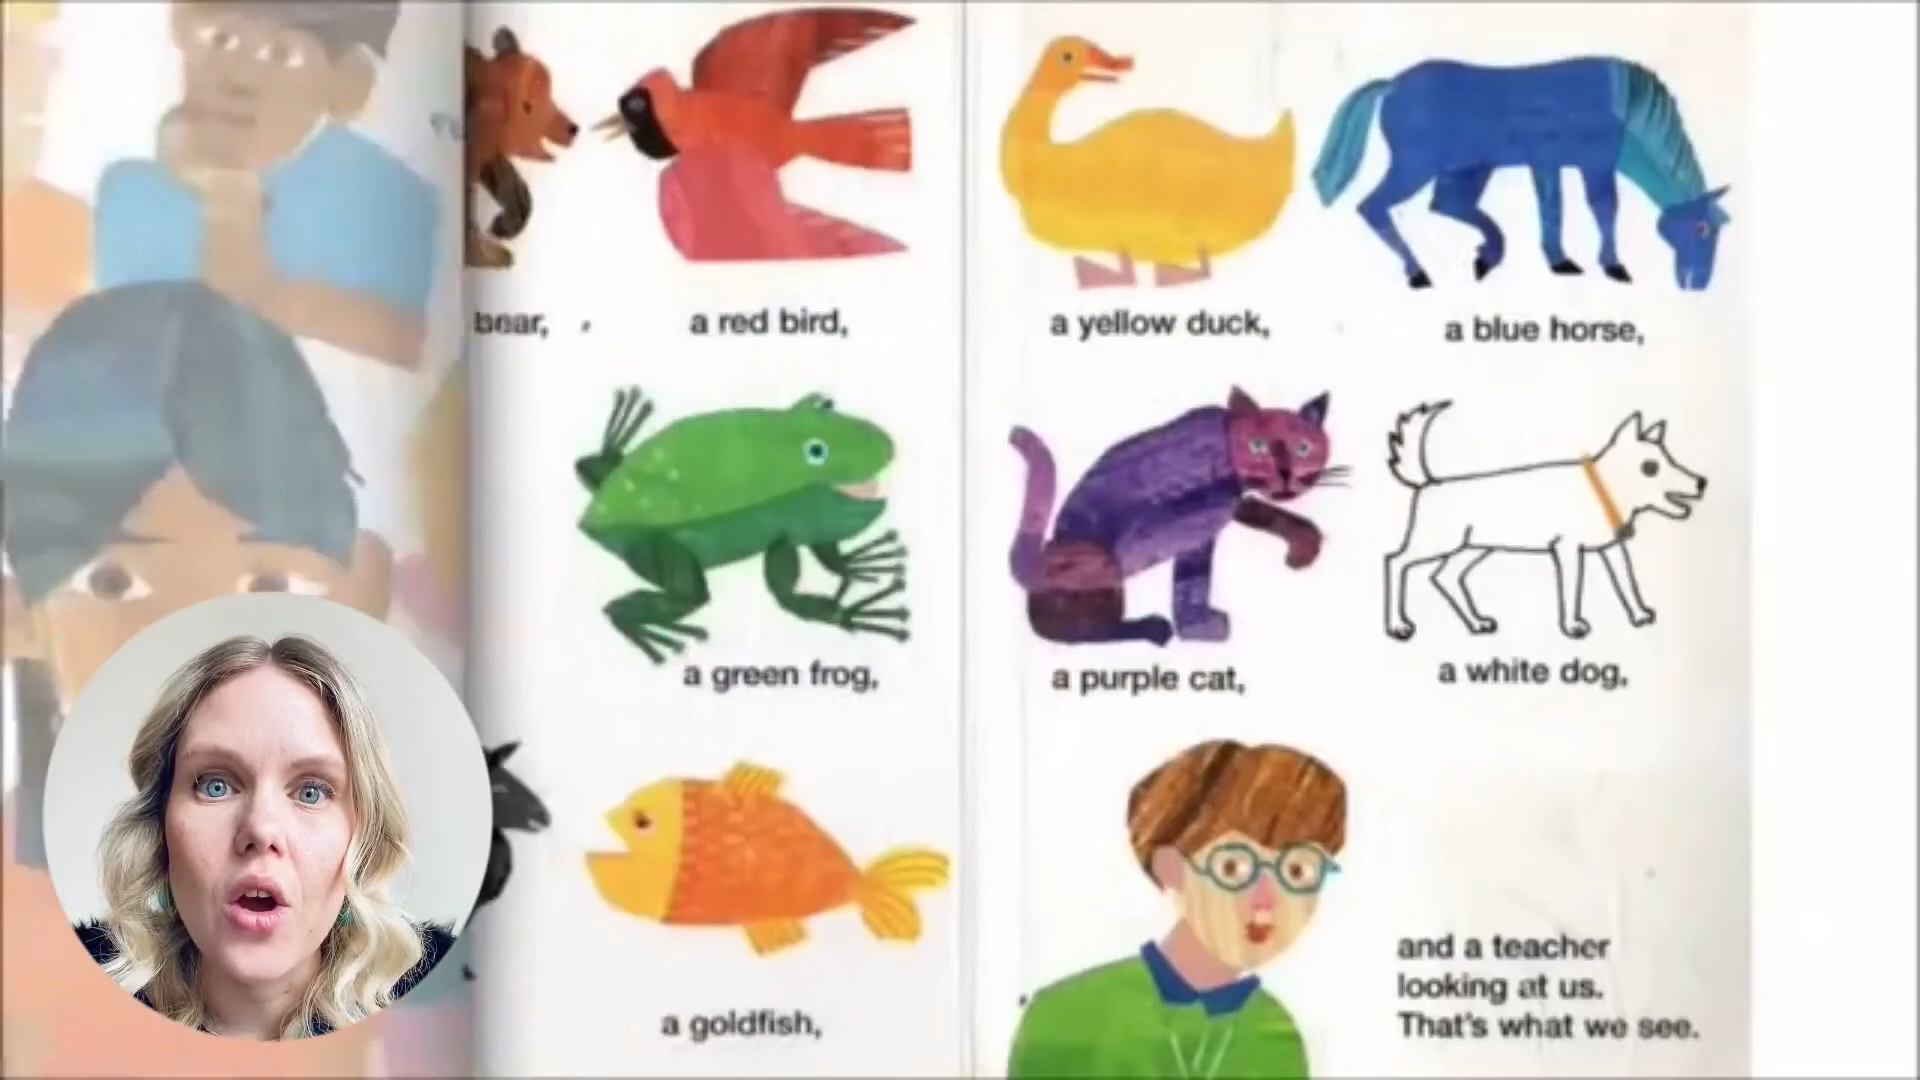 bear,
a red bird,
a yellow duck,
a blue horse,
a green frog,
a purple cat,
a white dog,
a goldfish,
and a teacher
looking at us.
That's what we see.